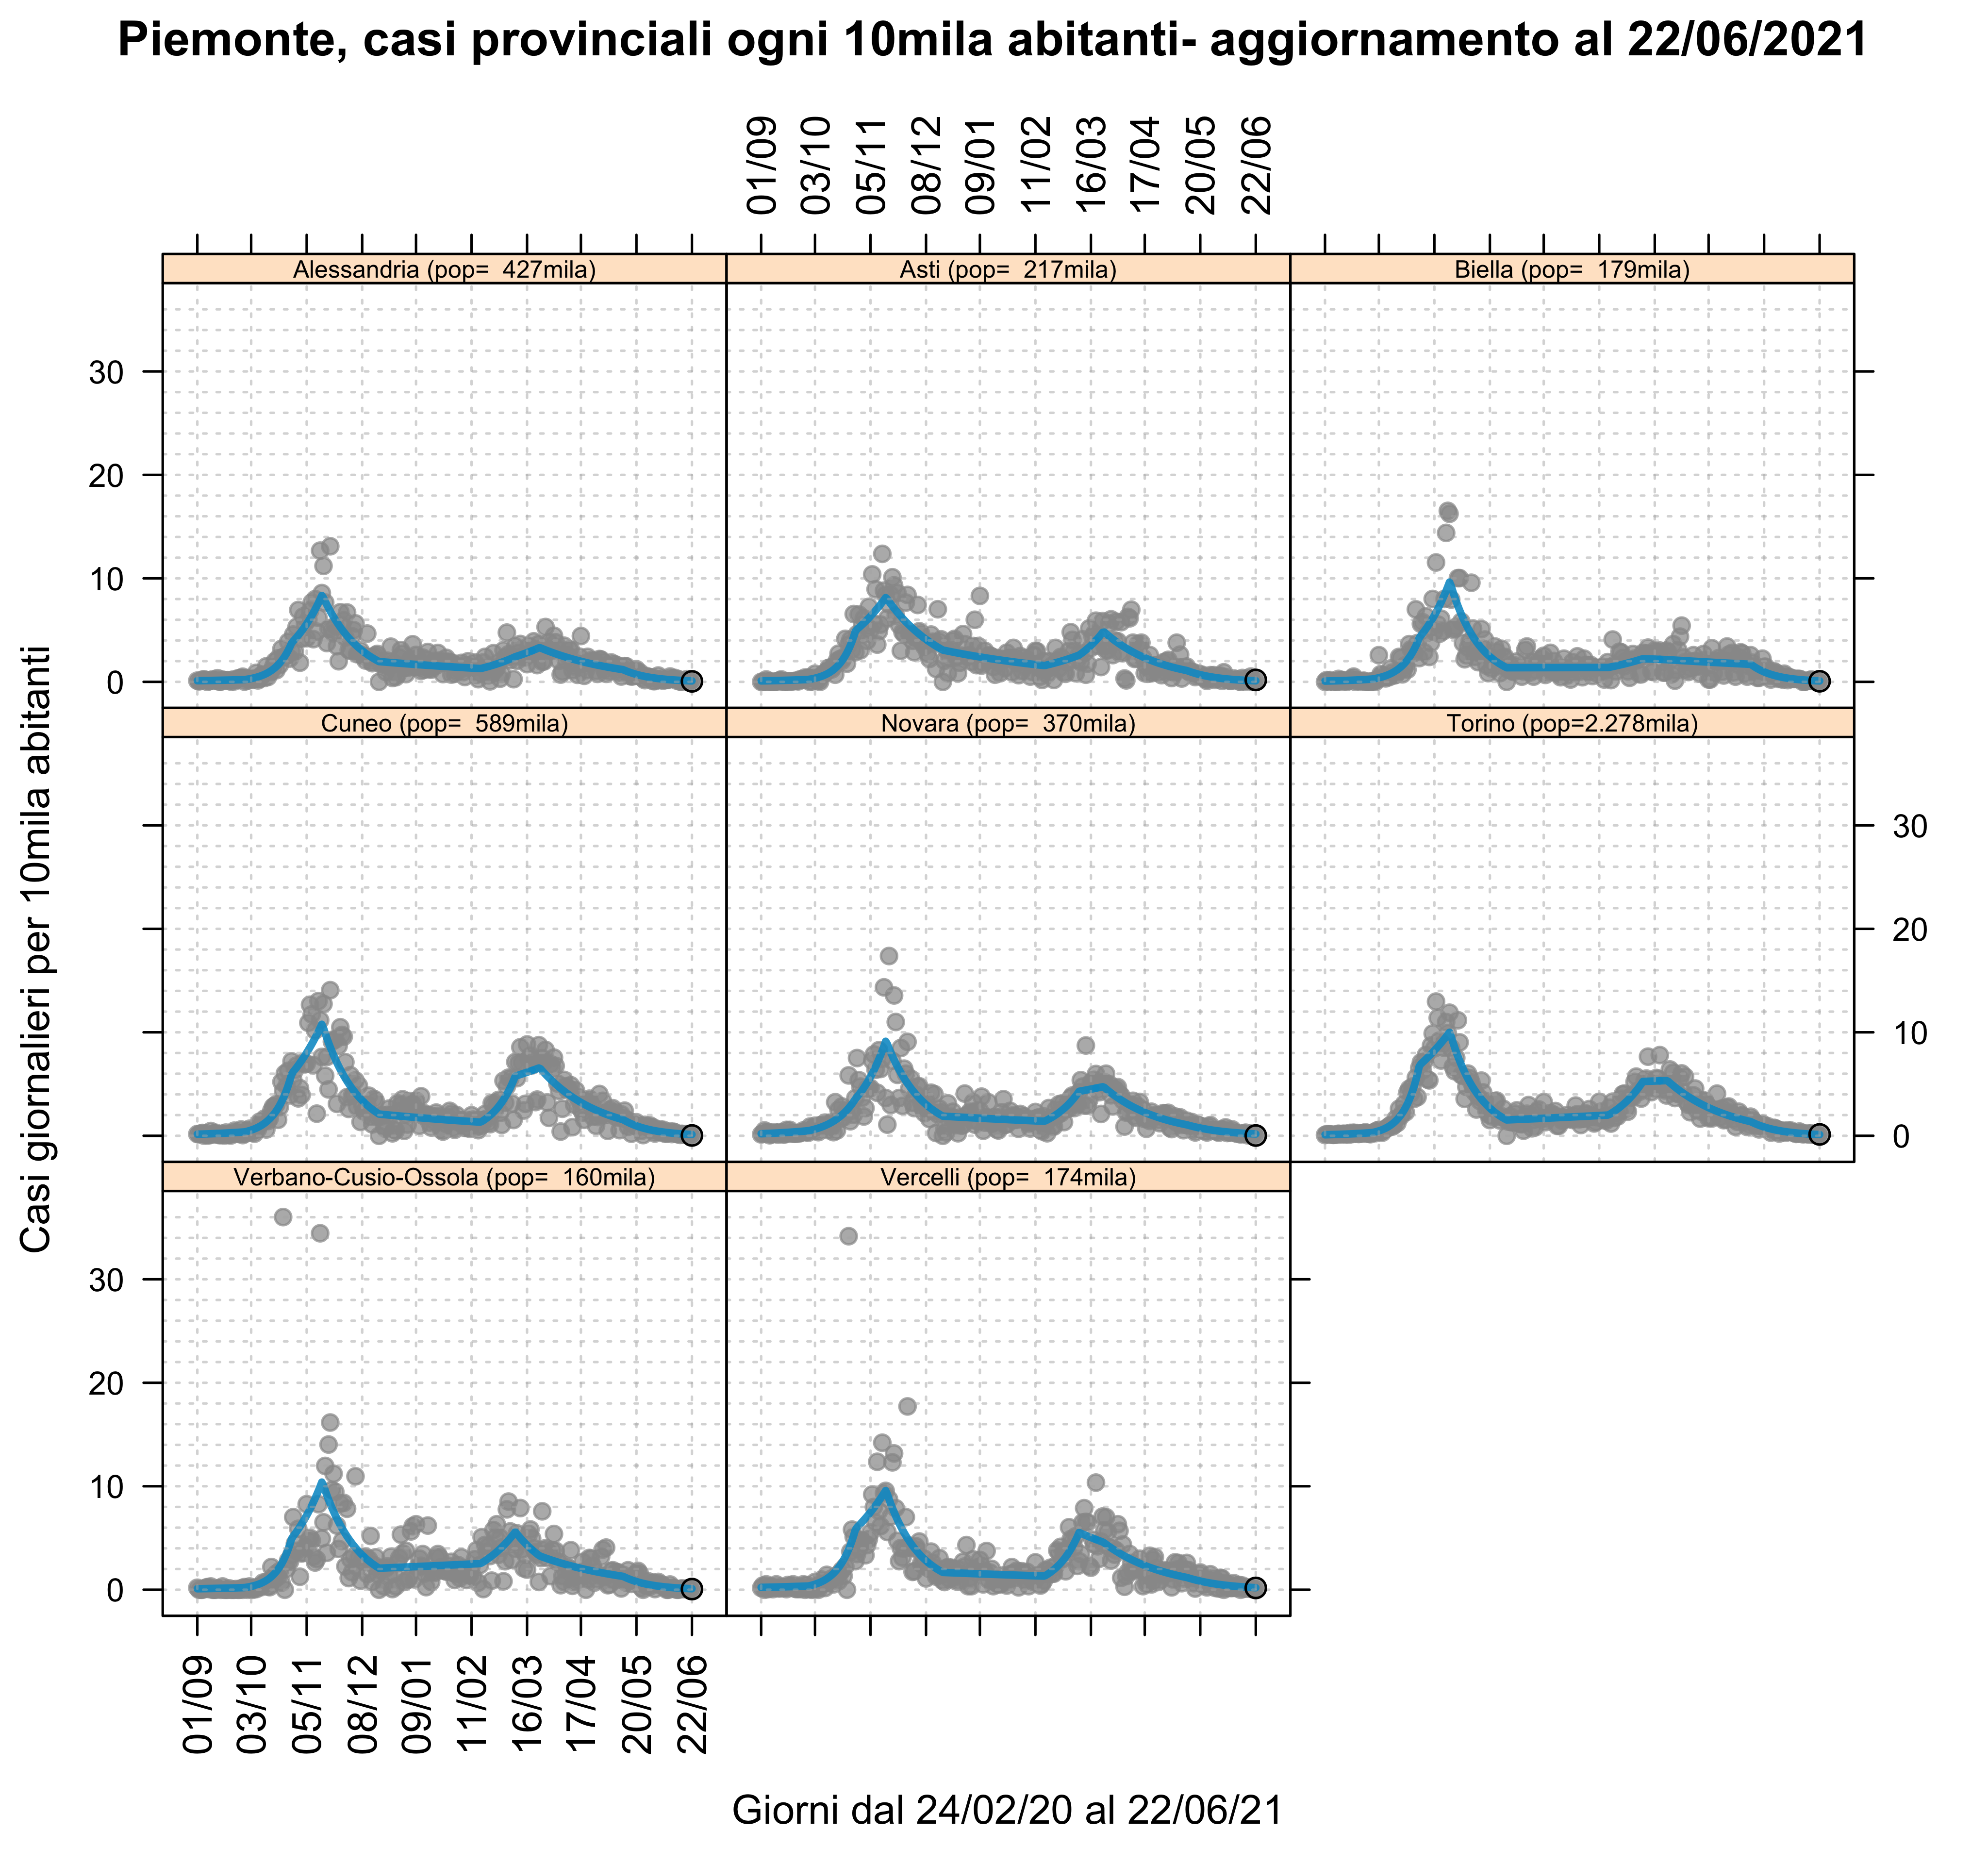 Piemonte, casi provinciali ogni 10mila abitanti- aggiornamento al 22/06/2021
01/09 03/10 05/11 08/12 09/01 11/02 16/03 17/04 20/05 22/06
Alessandria (pop=  427mila) Asti (pop=  217mila) Biella (pop=  179mila)
30
20
10
0
Cuneo (pop=  589mila) Novara (pop=  370mila) Torino (pop=2.278mila)
30
20
10
0
Verbano-Cusio-Ossola (pop=  160mila) Vercelli (pop=  174mila)
30
20
10
0
01/09 03/10 05/11 08/12 09/01 11/02 16/03 17/04 20/05 22/06
Casi giornalieri per 10mila abitanti
Giorni dal 24/02/20 al 22/06/21